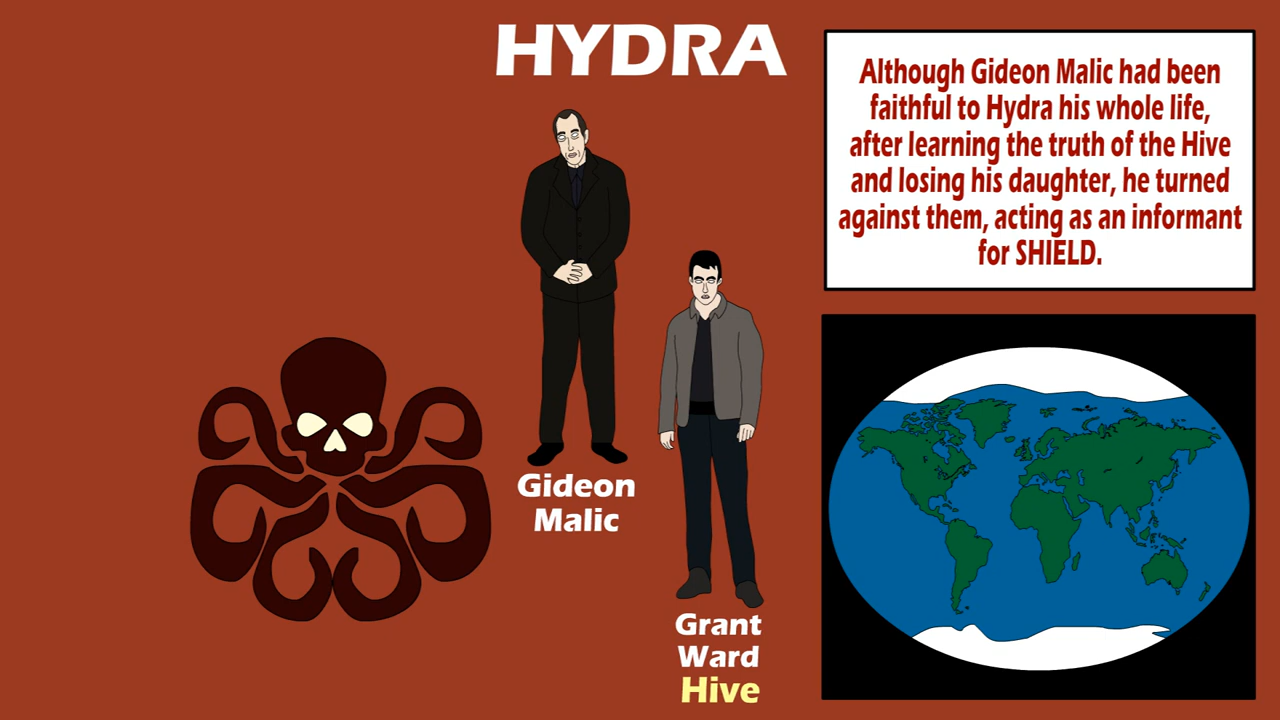 HYDRA
Although Gideon Malic had been
faithful to Hydra his whole life,
after learning the truth of the Hive
and losing his daughter, he turned
against them, acting as an informant
for SHIELD.
Gideon
Malic
Grant
Ward
Hive